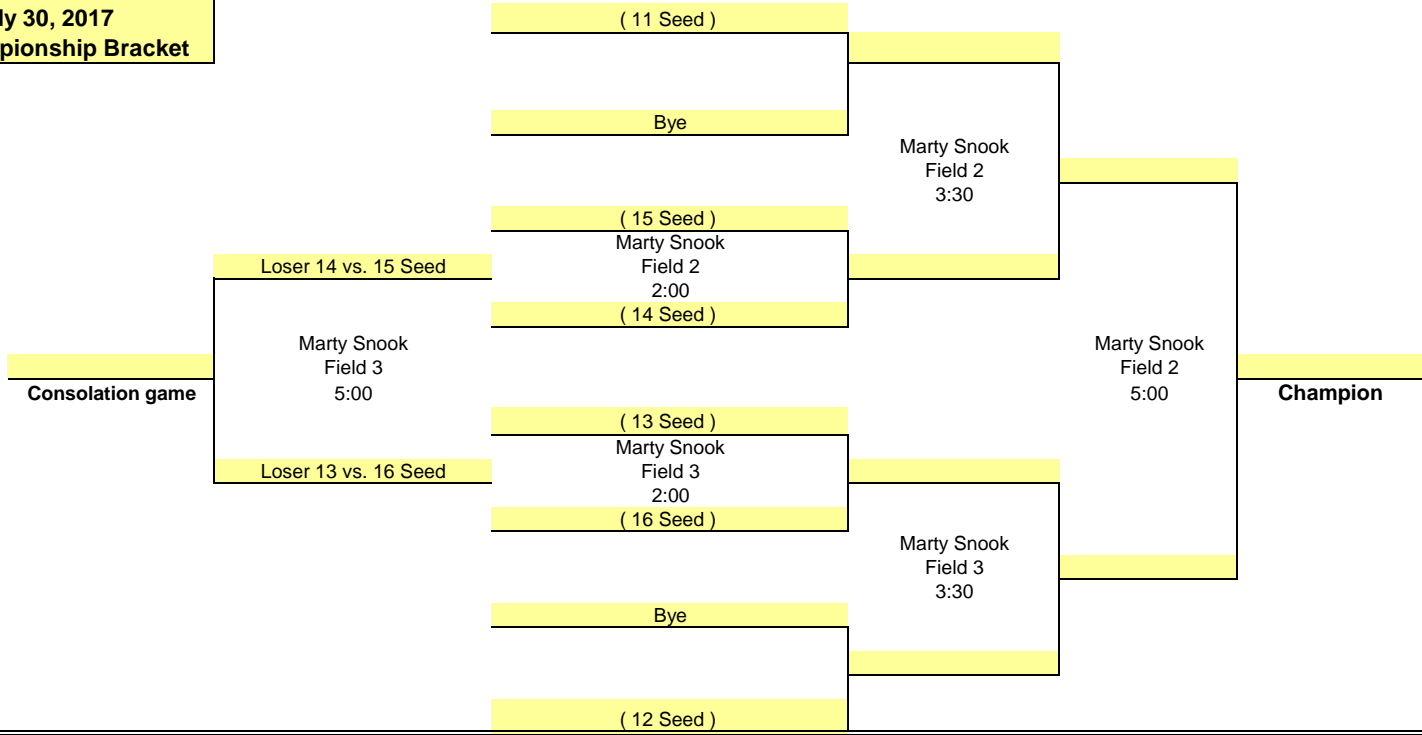 ly 30, 2017
pionship Bracket
( 11 Seed )
Bye
Marty Snook
Field 2
3:30
( 15 Seed )
Marty Snook
Field 2
2:00
( 14 Seed )
Loser 14 vs. 15 Seed
Marty Snook
Field 3
5:00
Consolation game
Marty Snook
Field 2
5:00
Champion
( 13 Seed )
Marty Snook
Field 3
2:00
( 16 Seed )
Loser 13 vs. 16 Seed
Marty Snook
Field 3
3:30
Bye
( 12 Seed )